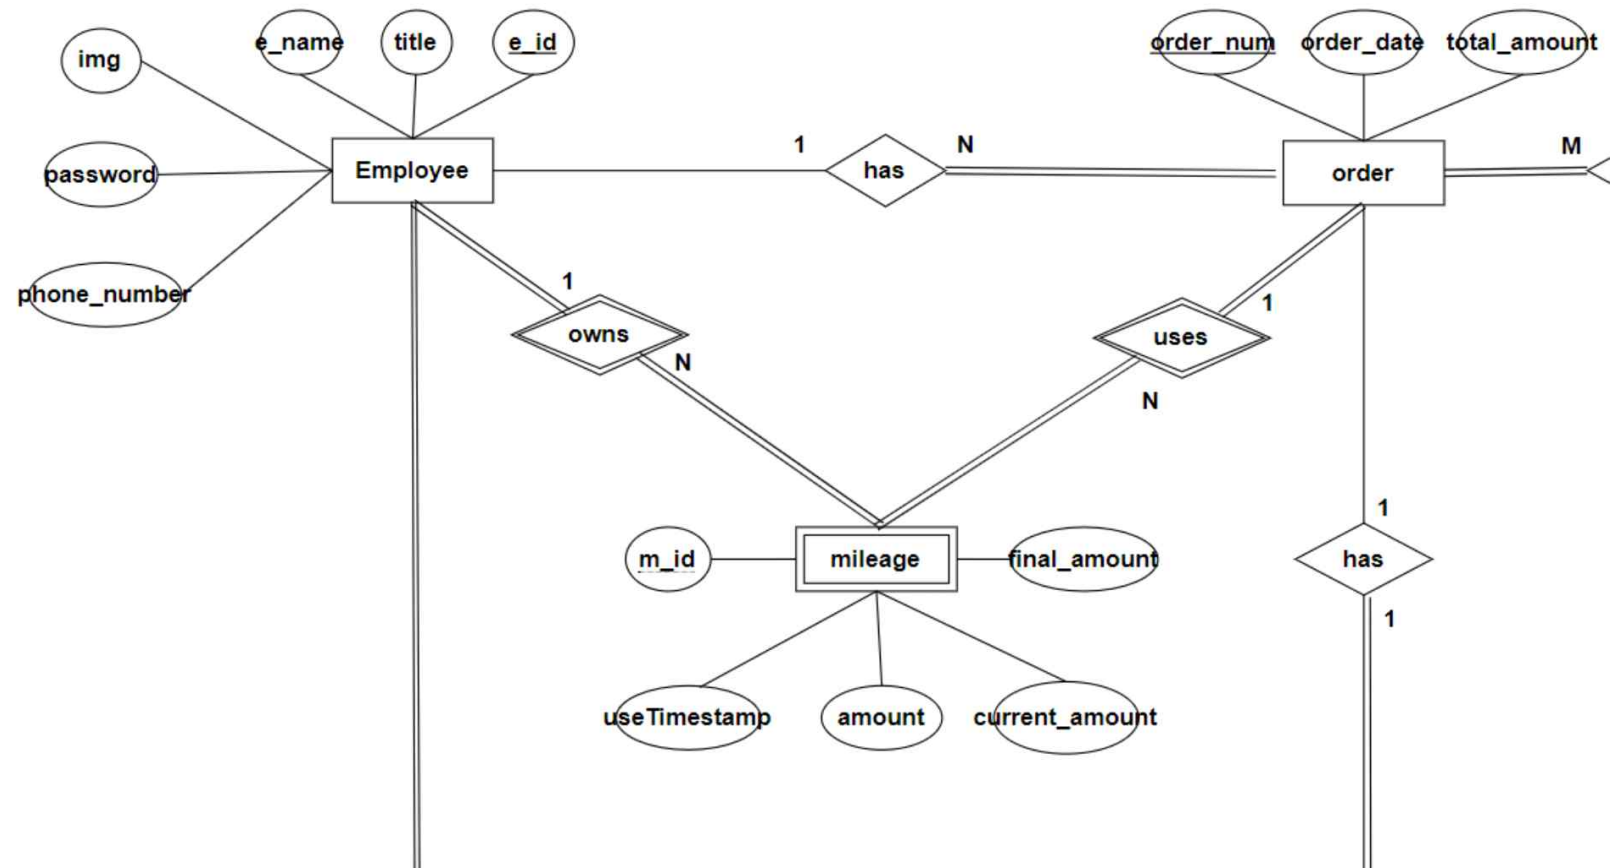 img
e_name
title
e_id
order_num
order_date
total_amount
password
Employee
1
has
N
order
M
phone_number
1
owns
N
uses
1
N
m_id
mileage
final_amount
1
has
1
useTimestamp
amount
current_amount